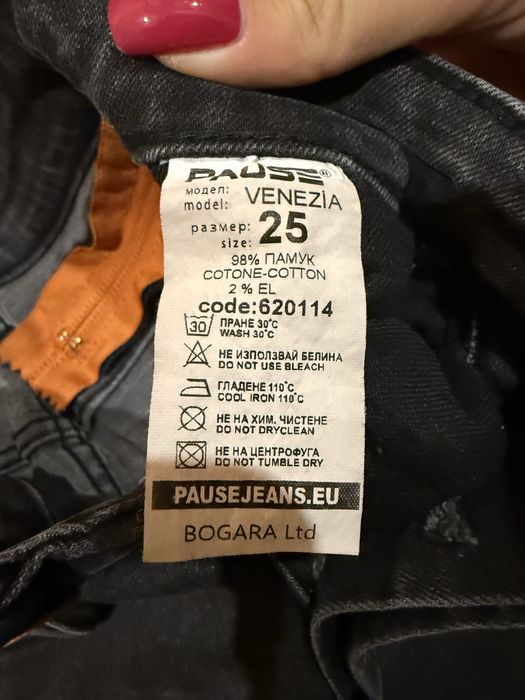 PAUSE®
модел:
model: VENEZIA
размер:
size: 25
98% ПАМУК
COTONE-COTTON
2 % EL
code:620114
30 ПРАНЕ 30°C
WASH 30°C
НЕ ИЗПОЛЗВАЙ БЕЛИНА
DO NOT USE BLEACH
ГЛАДЕНЕ 110°C
COOL IRON 110°C
НЕ НА ХИМ. ЧИСТЕНЕ
DO NOT DRYCLEAN
НЕ НА ЦЕНТРОФУГА
DO NOT TUMBLE DRY
PAUSEJEANS.EU
BOGARA Ltd